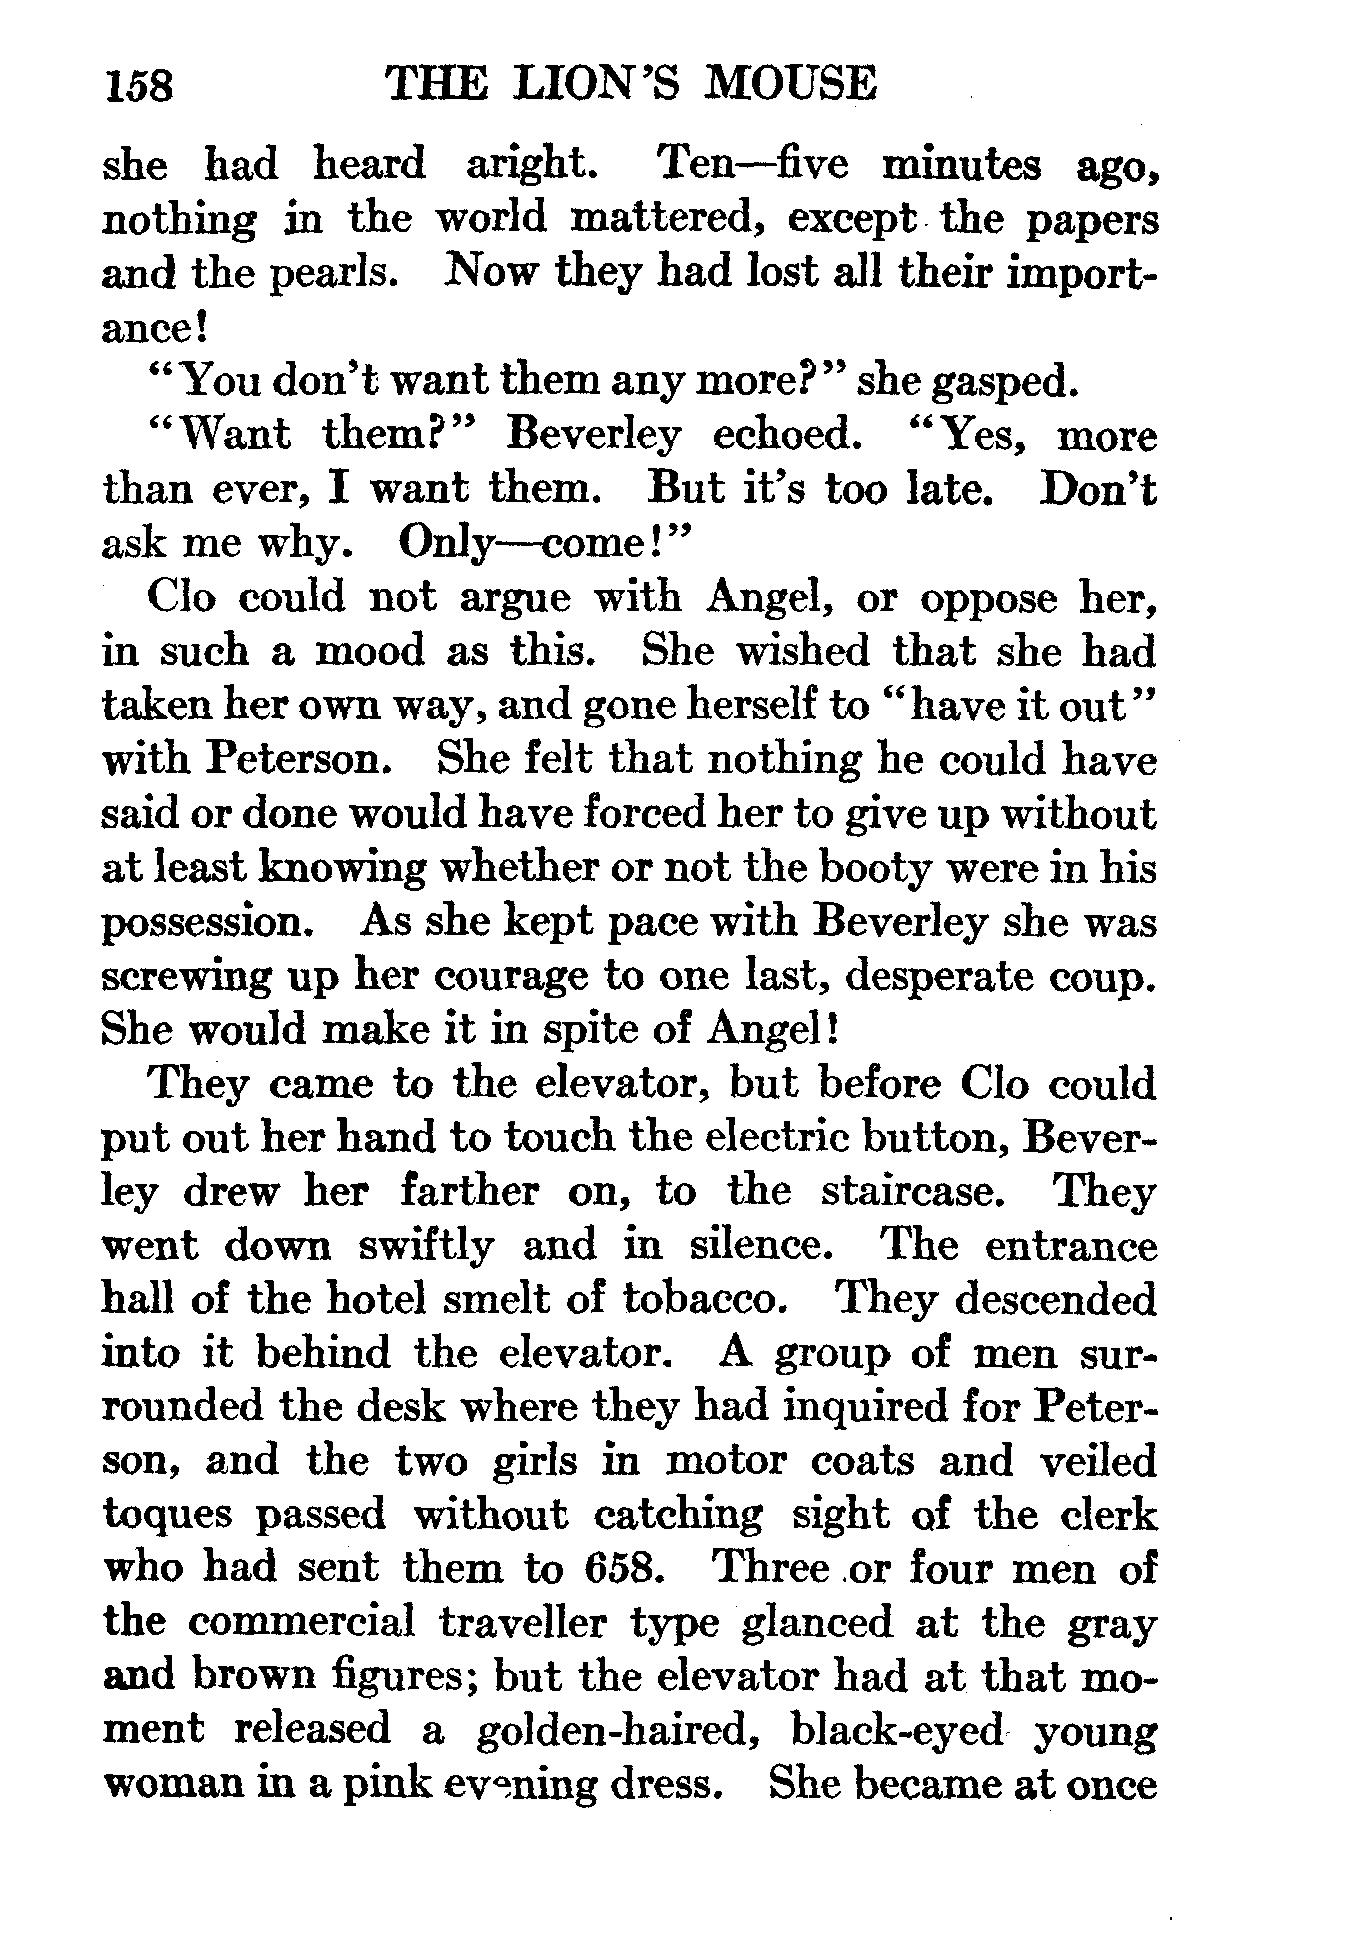 158 THE LION'S MOUSE
she had heard aright. Ten—five minutes ago,
nothing in the world mattered, except the papers
and the pearls. Now they had lost all their import-
ance!
"You don't want them any more?" she gasped.
"Want them?" Beverley echoed. "Yes, more
than ever, I want them. But it's too late. Don't
ask me why. Only—come!"
Clo could not argue with Angel, or oppose her,
in such a mood as this. She wished that she had
taken her own way, and gone herself to "have it out"
with Peterson. She felt that nothing he could have
said or done would have forced her to give up without
at least knowing whether or not the booty were in his
possession. As she kept pace with Beverley she was
screwing up her courage to one last, desperate coup.
She would make it in spite of Angel!
They came to the elevator, but before Clo could
put out her hand to touch the electric button, Bever-
ley drew her farther on, to the staircase. They
went down swiftly and in silence. The entrance
hall of the hotel smelt of tobacco. They descended
into it behind the elevator. A group of men sur-
rounded the desk where they had inquired for Peter-
son, and the two girls in motor coats and veiled
toques passed without catching sight of the clerk
who had sent them to 658. Three or four men of
the commercial traveller type glanced at the gray
and brown figures; but the elevator had at that mo-
ment released a golden-haired, black-eyed young
woman in a pink evening dress. She became at once